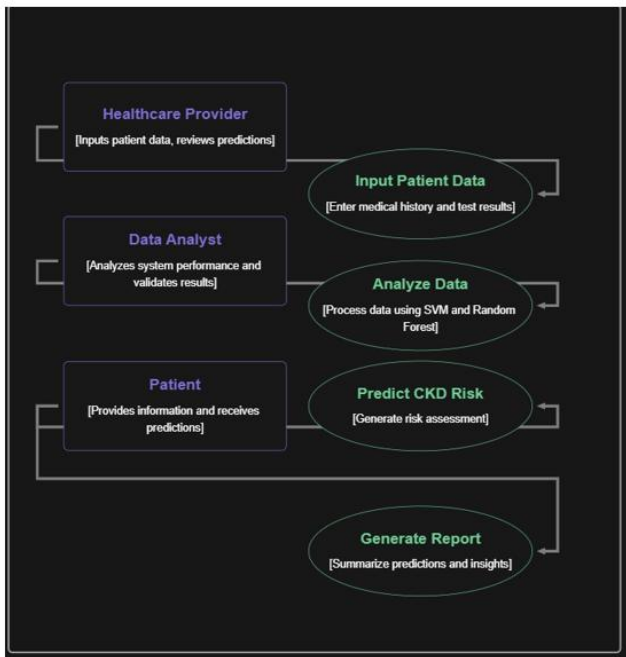 Healthcare Provider
[Inputs patient data, reviews predictions]
Input Patient Data
[Enter medical history and test results]
Data Analyst
[Analyzes system performance and
validates results]
Analyze Data
[Process data using SVM and Random
Forest]
Patient
[Provides information and receives
predictions]
Predict CKD Risk
[Generate risk assessment]
Generate Report
[Summarize predictions and insights]